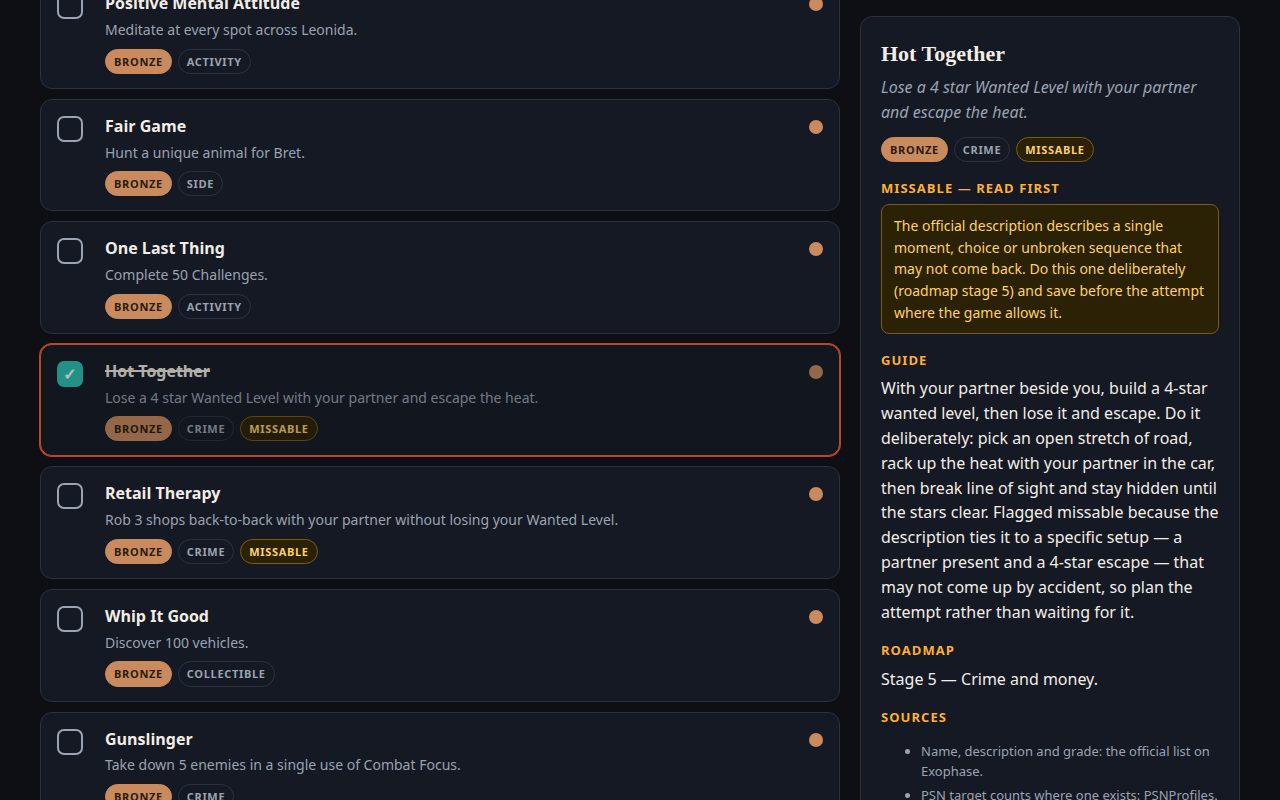 Positive Mental Attitude
Meditate at every spot across Leonida.
BRONZE ACTIVITY
Fair Game
Hunt a unique animal for Bret.
BRONZE SIDE
One Last Thing
Complete 50 Challenges.
BRONZE ACTIVITY
Hot Together
Lose a 4 star Wanted Level with your partner and escape the heat.
BRONZE CRIME MISSABLE
Retail Therapy
Rob 3 shops back-to-back with your partner without losing your Wanted Level.
BRONZE CRIME MISSABLE
Whip It Good
Discover 100 vehicles.
BRONZE COLLECTIBLE
Gunslinger
Take down 5 enemies in a single use of Combat Focus.
BRONZE CRIME
Hot Together
Lose a 4 star Wanted Level with your partner
and escape the heat.
BRONZE CRIME MISSABLE
MISSABLE — READ FIRST
The official description describes a single
moment, choice or unbroken sequence that
may not come back. Do this one deliberately
(roadmap stage 5) and save before the attempt
where the game allows it.
GUIDE
With your partner beside you, build a 4-star
wanted level, then lose it and escape. Do it
deliberately: pick an open stretch of road,
rack up the heat with your partner in the car,
then break line of sight and stay hidden until
the stars clear. Flagged missable because the
description ties it to a specific setup — a
partner present and a 4-star escape — that
may not come up by accident, so plan the
attempt rather than waiting for it.
ROADMAP
Stage 5 — Crime and money.
SOURCES
Name, description and grade: the official list on
Exophase.
PSN target counts where one exists: PSNProfiles.